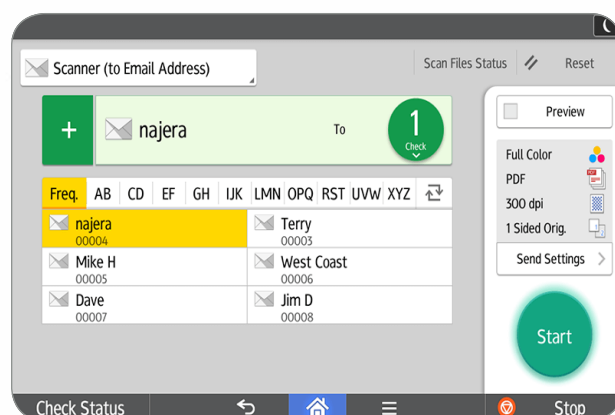 Scanner (to Email Address)
Scan Files Status
Reset
+
najera
To
1
Check
Preview
Full Color
PDF
300 dpi
1 Sided Orig.
Send Settings >
Freq. AB CD EF GH IJK LMN OPQ RST UVW XYZ
najera
00004
Terry
00003
Mike H
00005
West Coast
00006
Dave
00007
Jim D
00008
Start
Check Status
Stop